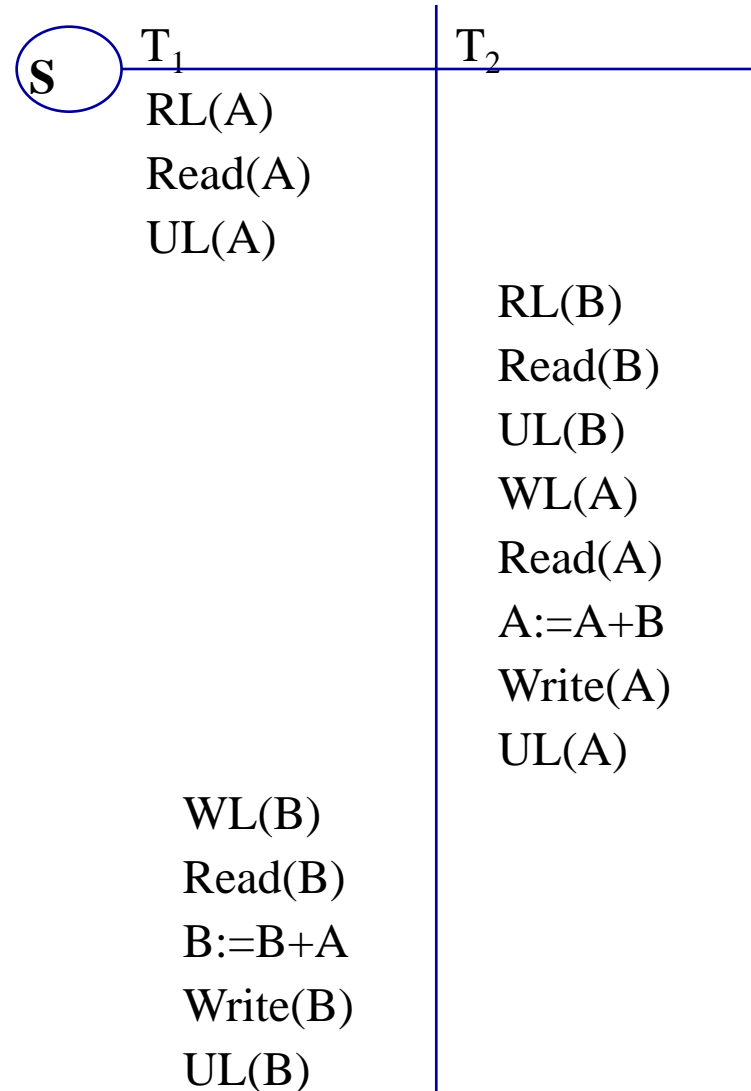 S
T₁ T₂
RL(A)
Read(A)
UL(A)
RL(B)
Read(B)
UL(B)
WL(A)
Read(A)
A:=A+B
Write(A)
UL(A)
WL(B)
Read(B)
B:=B+A
Write(B)
UL(B)